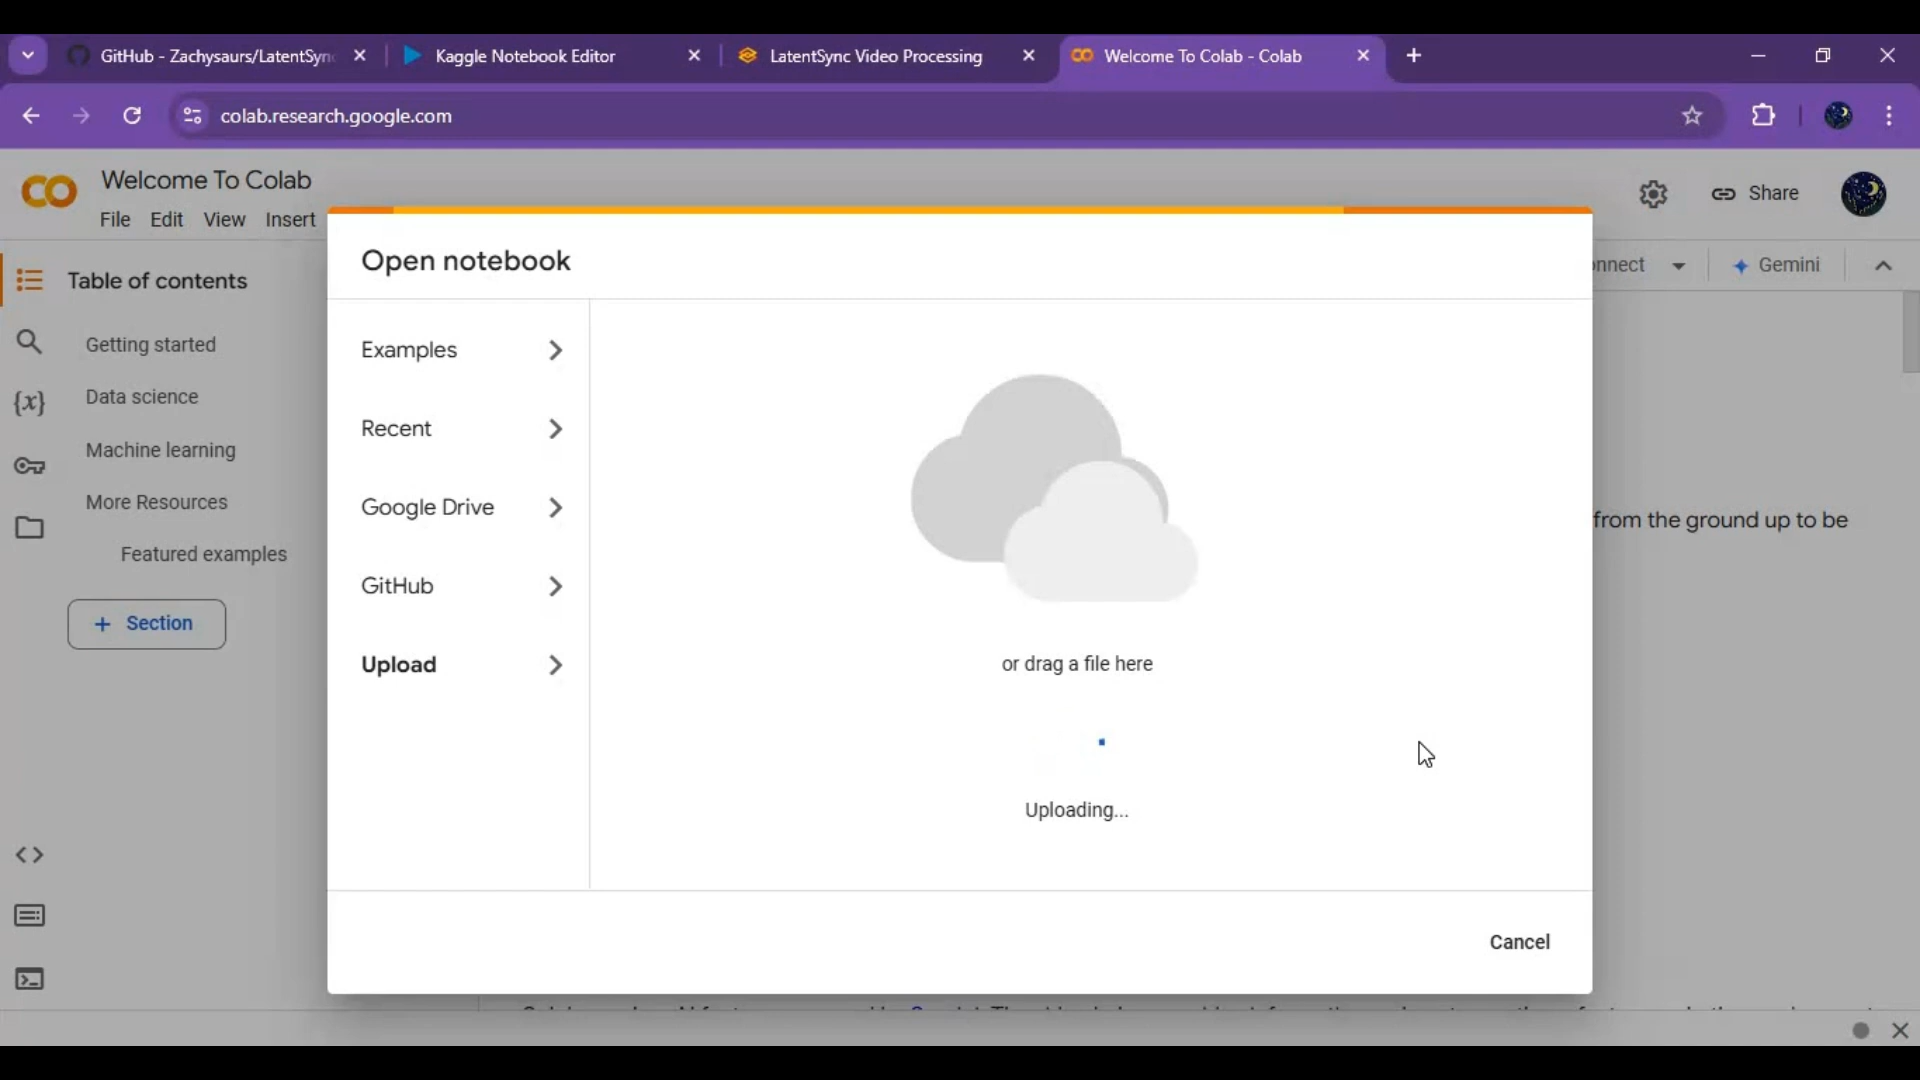 GitHub - Zachysaurs/LatentSync
Kaggle Notebook Editor
LatentSync Video Processing
Welcome To Colab - Colab
colab.research.google.com
Welcome To Colab
File Edit View Insert
Share
Open notebook
nnect
Gemini
Table of contents
Getting started
Data science
Machine learning
More Resources
Featured examples
+ Section
Examples
Recent
Google Drive
GitHub
Upload
from the ground up to be
or drag a file here
Uploading...
Cancel